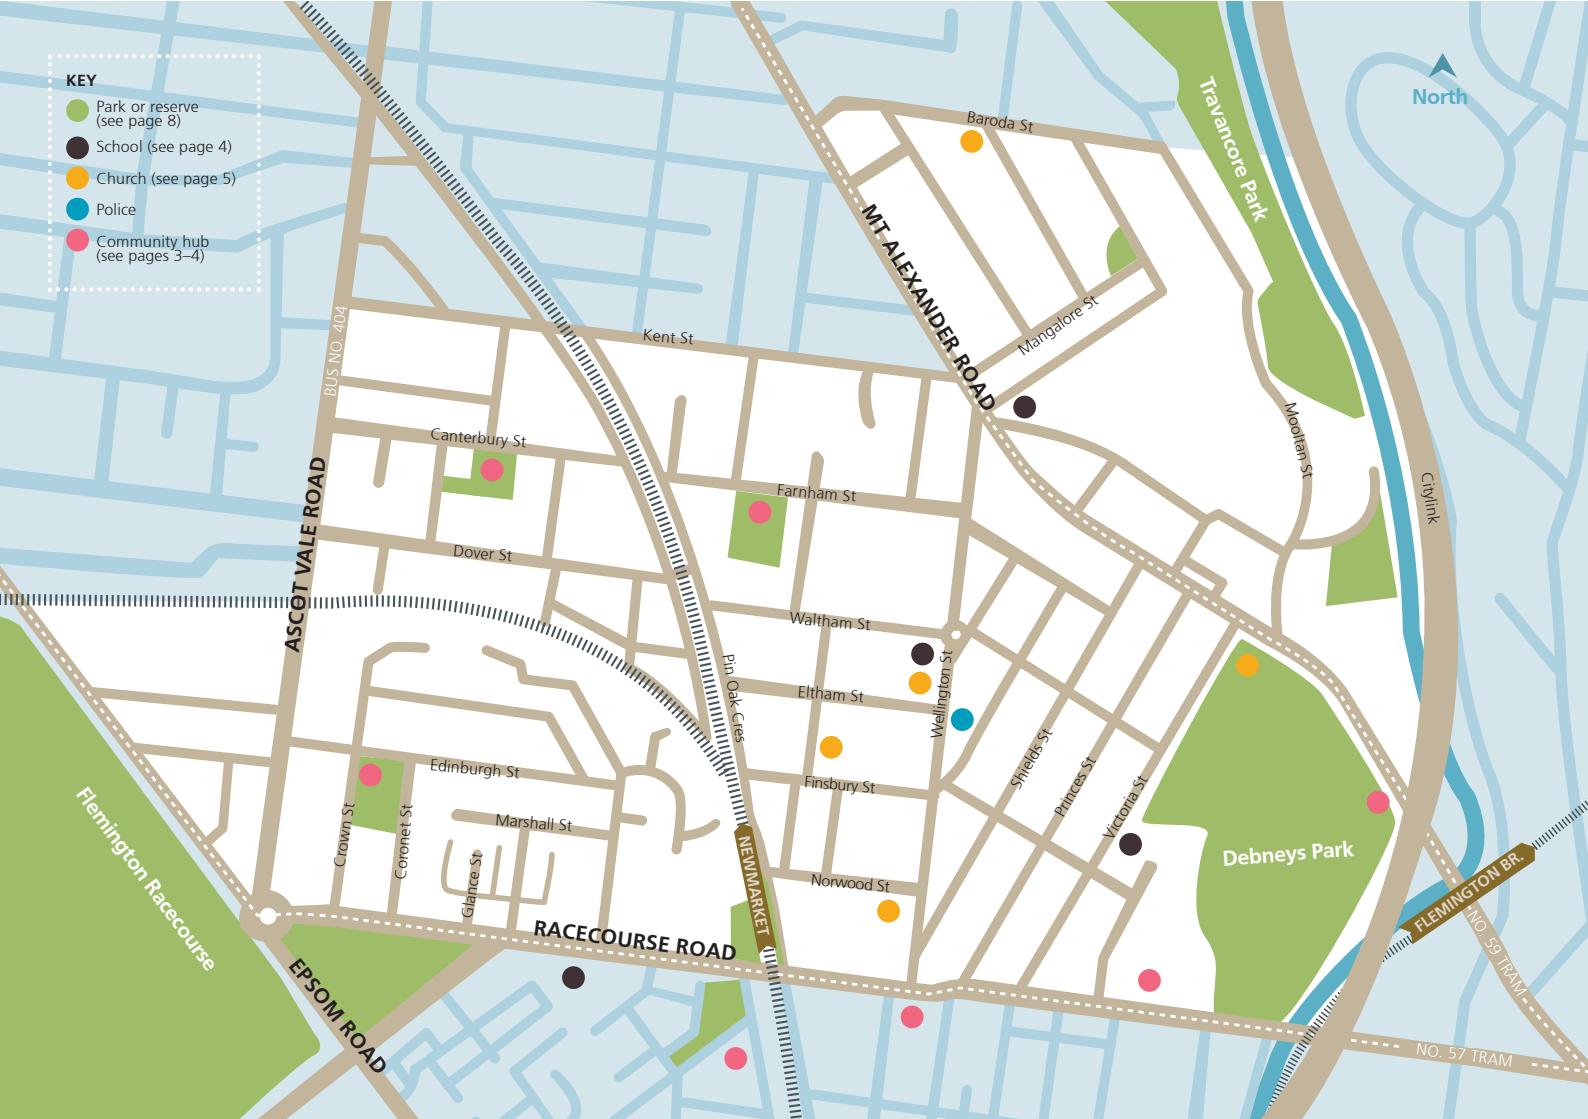 KEY
Park or reserve
(see page 8)
School (see page 4)
Church (see page 5)
Police
Community hub
(see pages 3–4)
North
Baroda St
Travancore Park
MT ALEXANDER ROAD
Mangalore St
Kent St
BUS NO. 404
Mooltan St
Citylink
Canterbury St
Farnham St
ASCOT VALE ROAD
Dover St
Waltham St
Pin Oak Cres
Eltham St
Wellington St
Shields St
Princes St
Victoria St
Edinburgh St
Finsbury St
Crown St
Coronet St
Marshall St
Glance St
Norwood St
NEWMARKET
Debneys Park
FLEMINGTON BR.
Flemington Racecourse
RACECOURSE ROAD
EPSOM ROAD
NO. 59 TRAM
NO. 57 TRAM